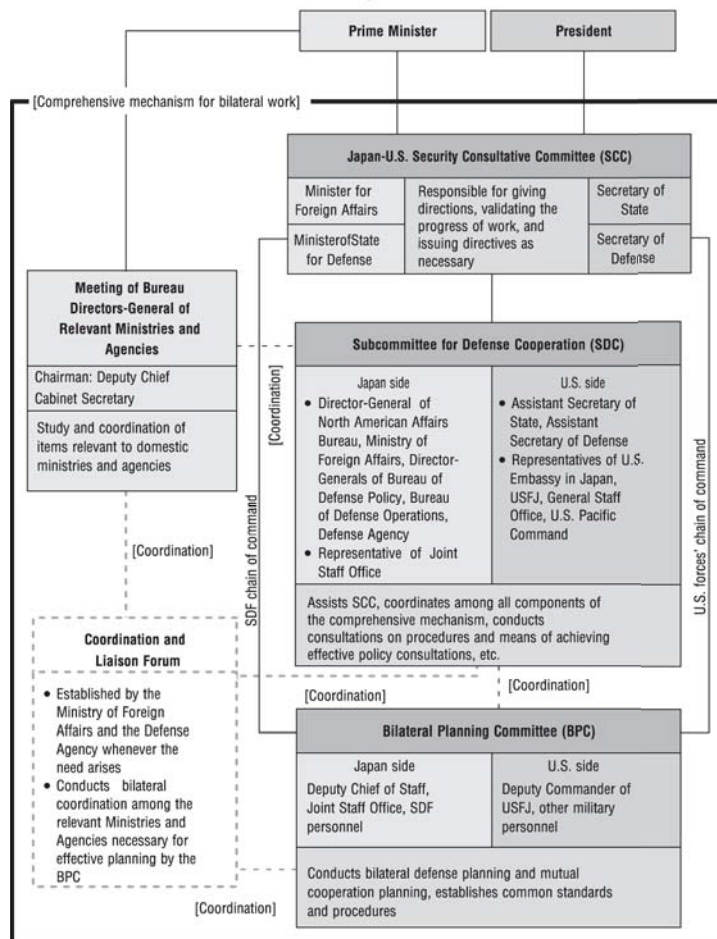 Prime Minister
President
[Comprehensive mechanism for bilateral work]
Japan-U.S. Security Consultative Committee (SCC)
Minister for
Foreign Affairs
MinisterofState
for Defense
Responsible for giving
directions, validating the
progress of work, and
issuing directives as
necessary
Secretary of
State
Secretary of
Defense
Meeting of Bureau
Directors-General of
Relevant Ministries and
Agencies
Chairman: Deputy Chief
Cabinet Secretary
Study and coordination of
items relevant to domestic
ministries and agencies
[Coordination]
SDF chain of command
Subcommittee for Defense Cooperation (SDC)
Japan side
• Director-General of
North American Affairs
Bureau, Ministry of
Foreign Affairs, Director-
Generals of Bureau of
Defense Policy, Bureau
of Defense Operations,
Defense Agency
• Representative of Joint
Staff Office
U.S. side
• Assistant Secretary of
State, Assistant
Secretary of Defense
• Representatives of U.S.
Embassy in Japan,
USFJ, General Staff
Office, U.S. Pacific
Command
Assists SCC, coordinates among all components of
the comprehensive mechanism, conducts
consultations on procedures and means of achieving
effective policy consultations, etc.
U.S. forces' chain of command
[Coordination]
Coordination and
Liaison Forum
• Established by the
Ministry of Foreign
Affairs and the Defense
Agency whenever the
need arises
• Conducts bilateral
coordination among the
relevant Ministries and
Agencies necessary for
effective planning by the
BPC
[Coordination]
[Coordination]
Bilateral Planning Committee (BPC)
Japan side
Deputy Chief of Staff,
Joint Staff Office, SDF
personnel
U.S. side
Deputy Commander of
USFJ, other military
personnel
Conducts bilateral defense planning and mutual
cooperation planning, establishes common standards
and procedures
[Coordination]